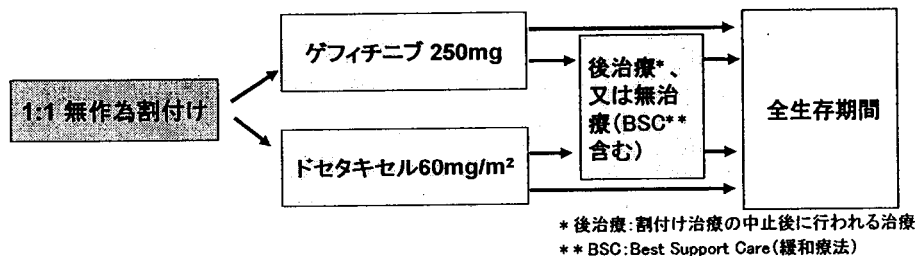 ゲフィチニブ 250mg
1:1 無作為割付け
ドセタキセル60mg/m²
後治療*、
又は無治
療(BSC**
含む)
全生存期間
* 後治療:割付け治療の中止後に行われる治療
** BSC:Best Support Care(緩和療法)